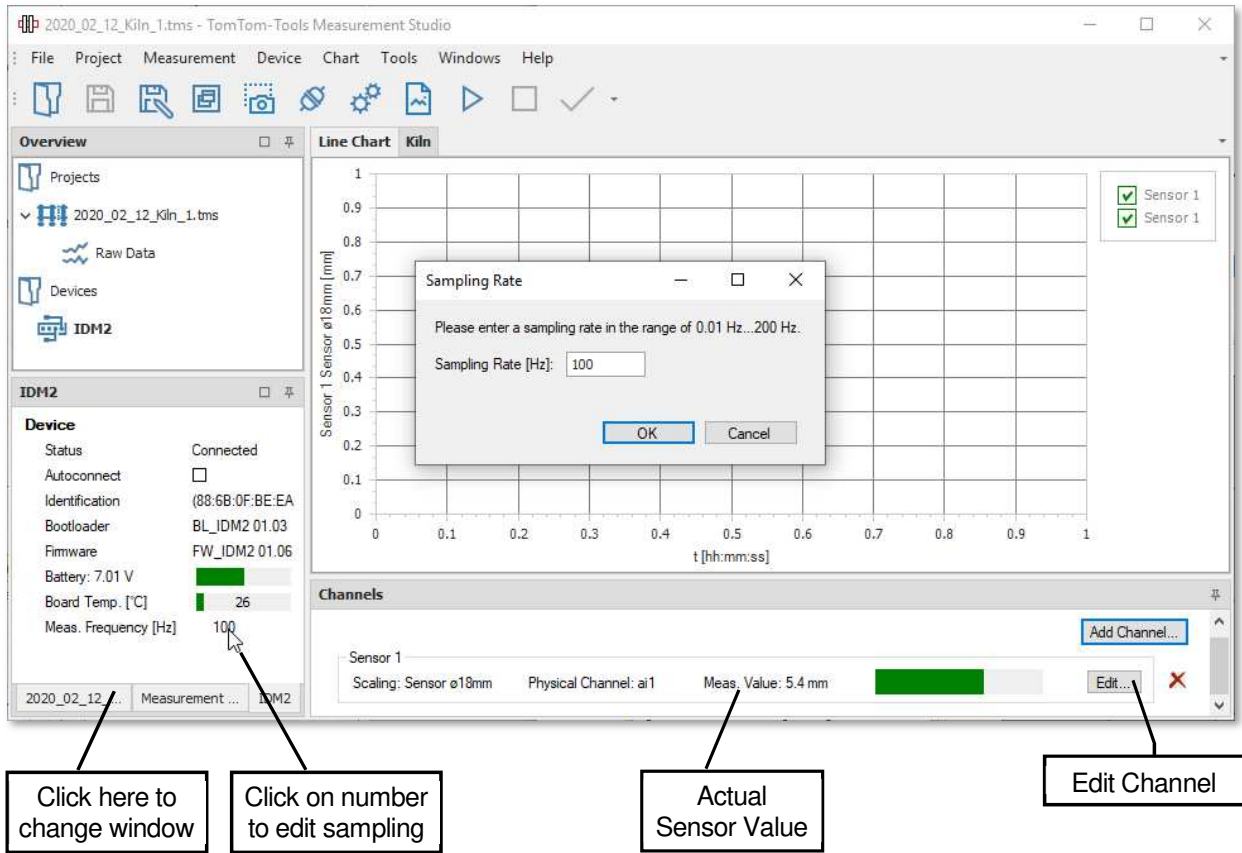 2020_02_12_Kiln_1.tms - TomTom-Tools Measurement Studio
File Project Measurement Device Chart Tools Windows Help
Overview
Projects
2020_02_12_Kiln_1.tms
Raw Data
Devices
IDM2
IDM2
Device
Status Connected
Autoconnect
Identification (88:6B:0F:BE:EA
Bootloader BL_IDM2 01.03
Firmware FW_IDM2 01.06
Battery: 7.01 V
Board Temp. [°C] 26
Meas. Frequency [Hz] 100
2020_02_12_... Measurement ... IDM2
Line Chart Kiln
Sensor 1 Sensor ø18mm [mm]
1
0.9
0.8
0.7
0.6
0.5
0.4
0.3
0.2
0.1
0
0 0.1 0.2 0.3 0.4 0.5 0.6 0.7 0.8 0.9 1
t [hh:mm:ss]
Sensor 1
Sensor 1
Sampling Rate
Please enter a sampling rate in the range of 0.01 Hz...200 Hz.
Sampling Rate [Hz]: 100
OK Cancel
Channels
Add Channel...
Sensor 1
Scaling: Sensor ø18mm Physical Channel: ai1 Meas. Value: 5.4 mm Edit...
Click here to
change window
Click on number
to edit sampling
Actual
Sensor Value
Edit Channel